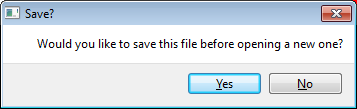 Save?
Would you like to save this file before opening a new one?
Yes
No